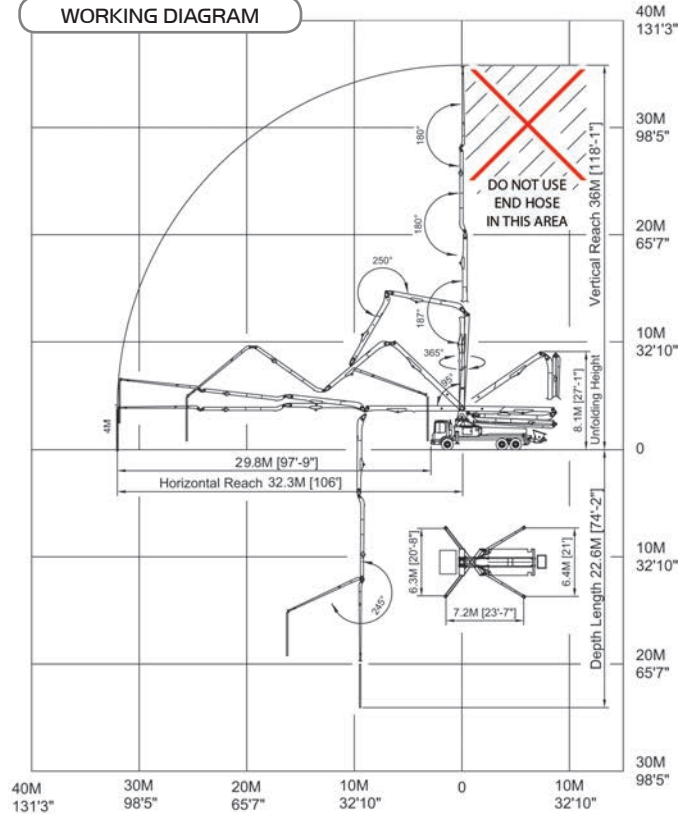 WORKING DIAGRAM
40M
131'3"
30M
98'5"
20M
65'7"
10M
32'10"
0
10M
32'10"
20M
65'7"
30M
98'5"
DO NOT USE
END HOSE
IN THIS AREA
Vertical Reach 36M [118'-1"]
180°
180°
250°
187°
365°
90°
8.1M [27'-1"]
Unfolding Height
4M
29.8M [97'-9"]
Horizontal Reach 32.3M [106']
Depth Length 22.6M [74'-2"]
6.3M [20'-8"]
6.4M [21']
7.2M [23'-7"]
245°
40M
131'3"
30M
98'5"
20M
65'7"
10M
32'10"
0
10M
32'10"